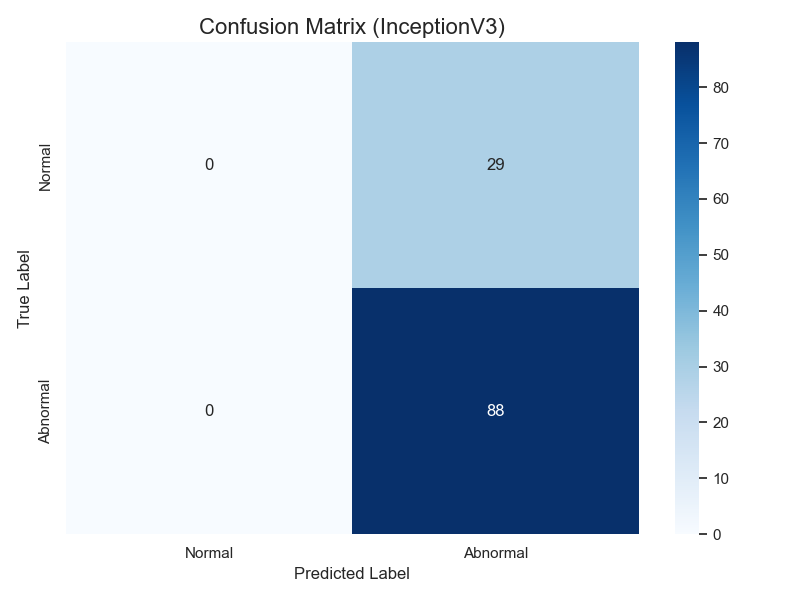 Confusion Matrix (InceptionV3)
True Label
Normal
Abnormal
0
29
0
88
Normal
Abnormal
Predicted Label
80
70
60
50
40
30
20
10
0